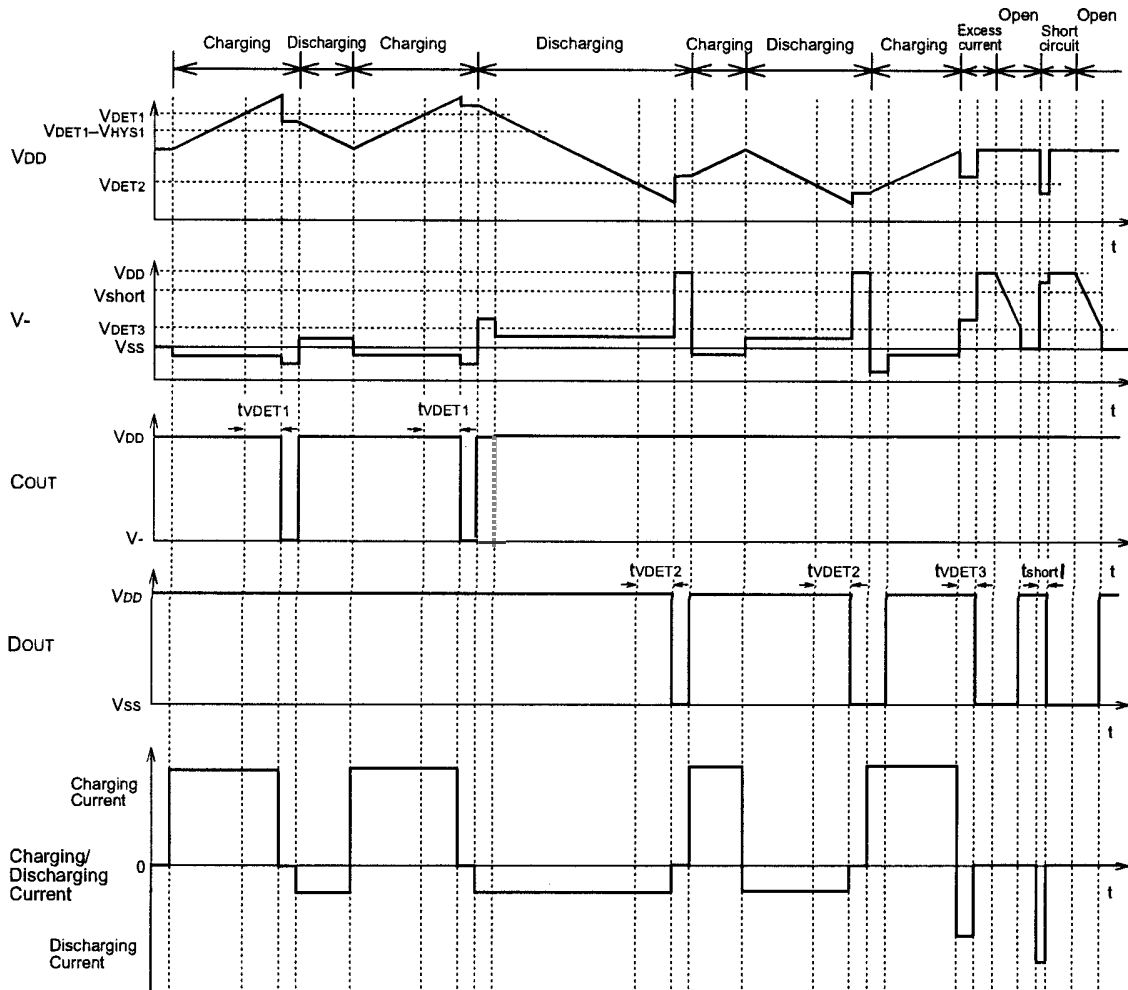 Open Open
Charging Discharging Charging Discharging Charging Discharging Charging Excess current Short circuit
VDET1
VDET1–VHYS1
VDD
VDET2
t
VDD
Vshort
V-
VDET3
VSS
t
tVDET1 tVDET1
VDD
COUT
V-
t
tVDET2 tVDET2 tVDET3 tshort
VDD
DOUT
VSS
t
Charging
Current
Charging/
Discharging
Current
0
t
Discharging
Current